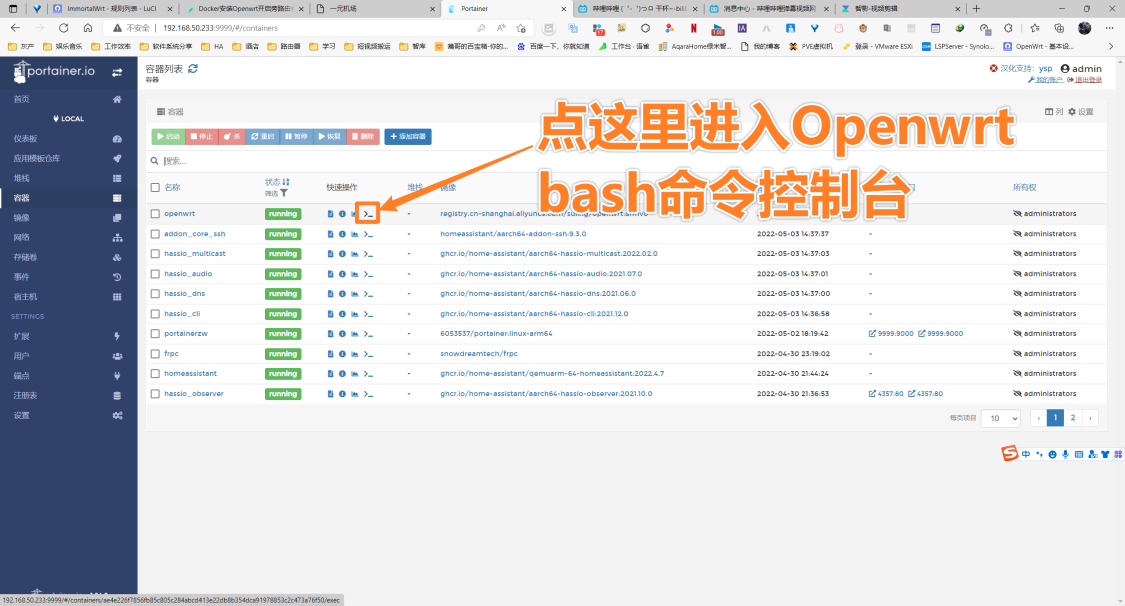 ImmortalWrt - 规则列表 - LuCI
Docker安装Openwrt开启旁路由
一元机场
Portainer
哔哩哔哩 (゜-゜)つロ 干杯~-bili
消息中心 - 哔哩哔哩弹幕视频网
智影-视频剪辑
不安全 192.168.50.233:9999/#/containers
灰产 娱乐音乐 工作效率 软件系统分享 HA 酒店 路由器 学习 短视频搬运 智库 瀚哥的百宝箱-你的... 百度一下，你就知道 工作台 · 语雀 AqaraHome绿米智... 我的博客 PVE虚拟机 登录 - VMware ESXi LSPServer - Synolo... OpenWrt - 基本设...
portainer.io
首页
LOCAL
仪表板
应用模板仓库
堆栈
容器
镜像
网络
存储卷
事件
宿主机
SETTINGS
扩展
用户
端点
注册表
设置
容器列表
容器
汉化支持: ysp admin
我的账户 退出登录
容器
列 设置
启动 停止 杀 重启 暂停 恢复 删除 添加容器
搜索...
点这里进入Openwrt
bash命令控制台
名称 状态 筛选 快速操作 堆栈 镜像 所有权
openwrt running - administrators
addon_core_ssh running - homeassistant/aarch64-addon-ssh:9.3.0 2022-05-03 14:37:37 - administrators
hassio_multicast running - ghcr.io/home-assistant/aarch64-hassio-multicast:2022.02.0 2022-05-03 14:37:03 - administrators
hassio_audio running - ghcr.io/home-assistant/aarch64-hassio-audio:2021.07.0 2022-05-03 14:37:01 - administrators
hassio_dns running - ghcr.io/home-assistant/aarch64-hassio-dns:2021.06.0 2022-05-03 14:37:00 - administrators
hassio_cli running - ghcr.io/home-assistant/aarch64-hassio-cli:2021.12.0 2022-05-03 14:36:58 - administrators
portainerzw running - 6053537/portainer:linux-arm64 2022-05-02 18:19:42 9999:9000 9999:9000 administrators
frpc running - snowdreamtech/frpc 2022-04-30 23:19:02 - administrators
homeassistant running - ghcr.io/home-assistant/qemuarm-64-homeassistant:2022.4.7 2022-04-30 21:44:24 - administrators
hassio_observer running - ghcr.io/home-assistant/aarch64-hassio-observer:2021.10.0 2022-04-30 21:36:53 4357:80 4357:80 administrators
每页项目 10 ‹ 1 2 ›
中
192.168.50.233:9999/#/containers/ae4e226f7856fb85c805c284abcd413e22db8b354dca91978853c2c473a76f50/exec